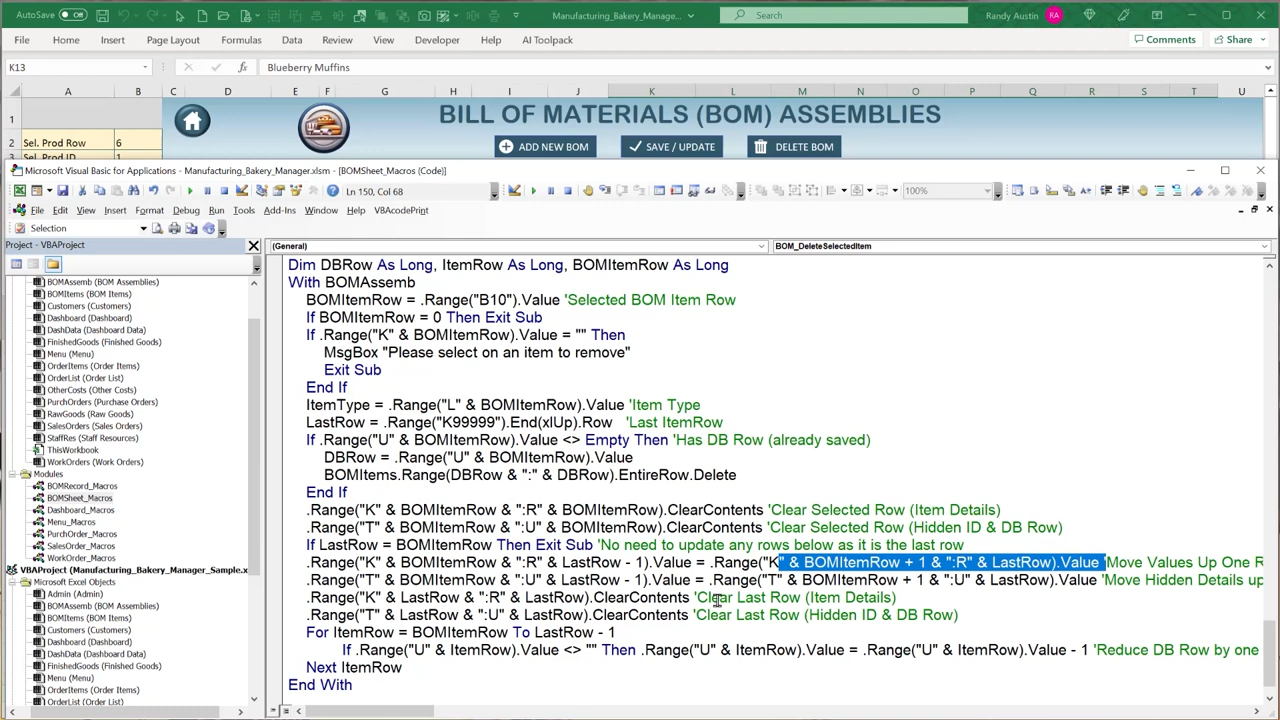 AutoSave Off Manufacturing_Bakery_Manage... Search Randy Austin RA
File Home Insert Page Layout Formulas Data Review View Developer Help AI Toolpack Comments Share
K13 fx Blueberry Muffins
A B C D E F G H I J K L M N O P Q R S T U
1
BILL OF MATERIALS (BOM) ASSEMBLIES
2 Sel. Prod Row 6 ADD NEW BOM SAVE / UPDATE DELETE BOM
3 Sel. Prod ID 1
Microsoft Visual Basic for Applications - Manufacturing_Bakery_Manager.xlsm - [BOMSheet_Macros (Code)]
Ln 150, Col 68 100%
File Edit View Insert Format Debug Run Tools Add-Ins Window Help VBAcodePrint
Selection
Project - VBAProject
(General) BOM_DeleteSelectedItem
BOMAssemb (BOM Assemblies)
BOMItems (BOM Items)
Customers (Customers)
Dashboard (Dashboard)
DashData (Dashboard Data)
FinishedGoods (Finished Goods)
Menu (Menu)
OrderItems (Order Items)
OrderList (Order List)
OtherCosts (Other Costs)
PurchOrders (Purchase Orders)
RawGoods (Raw Goods)
SalesOrders (Sales Orders)
StaffRes (Staff Resources)
ThisWorkbook
WorkOrders (Work Orders)
Modules
BOMRecord_Macros
BOMSheet_Macros
Dashboard_Macros
Menu_Macros
PurchOrder_Macros
SalesOrder_Macros
WorkOrder_Macros
VBAProject (Manufacturing_Bakery_Manager_Sample.x
Microsoft Excel Objects
Admin (Admin)
BOMAssemb (BOM Assemblies)
BOMItems (BOM Items)
Customers (Customers)
Dashboard (Dashboard)
DashData (Dashboard Data)
FinishedGoods (Finished Goods)
Menu (Menu)
OrderItems (Order Items)
OrderList (Order List)
OtherCosts (Other Costs)
Dim DBRow As Long, ItemRow As Long, BOMItemRow As Long
With BOMAssemb
BOMItemRow = .Range("B10").Value 'Selected BOM Item Row
If BOMItemRow = 0 Then Exit Sub
If .Range("K" & BOMItemRow).Value = "" Then
MsgBox "Please select on an item to remove"
Exit Sub
End If
ItemType = .Range("L" & BOMItemRow).Value 'Item Type
LastRow = .Range("K99999").End(xlUp).Row 'Last ItemRow
If .Range("U" & BOMItemRow).Value <> Empty Then 'Has DB Row (already saved)
DBRow = .Range("U" & BOMItemRow).Value
BOMItems.Range(DBRow & ":" & DBRow).EntireRow.Delete
End If
.Range("K" & BOMItemRow & ":R" & BOMItemRow).ClearContents 'Clear Selected Row (Item Details)
.Range("T" & BOMItemRow & ":U" & BOMItemRow).ClearContents 'Clear Selected Row (Hidden ID & DB Row)
If LastRow = BOMItemRow Then Exit Sub 'No need to update any rows below as it is the last row
.Range("K" & BOMItemRow & ":R" & LastRow - 1).Value = .Range("K" & BOMItemRow + 1 & ":R" & LastRow).Value 'Move Values Up One R
.Range("T" & BOMItemRow & ":U" & LastRow - 1).Value = .Range("T" & BOMItemRow + 1 & ":U" & LastRow).Value 'Move Hidden Details up
.Range("K" & LastRow & ":R" & LastRow).ClearContents 'Clear Last Row (Item Details)
.Range("T" & LastRow & ":U" & LastRow).ClearContents 'Clear Last Row (Hidden ID & DB Row)
For ItemRow = BOMItemRow To LastRow - 1
If .Range("U" & ItemRow).Value <> "" Then .Range("U" & ItemRow).Value = .Range("U" & ItemRow).Value - 1 'Reduce DB Row by one
Next ItemRow
End With